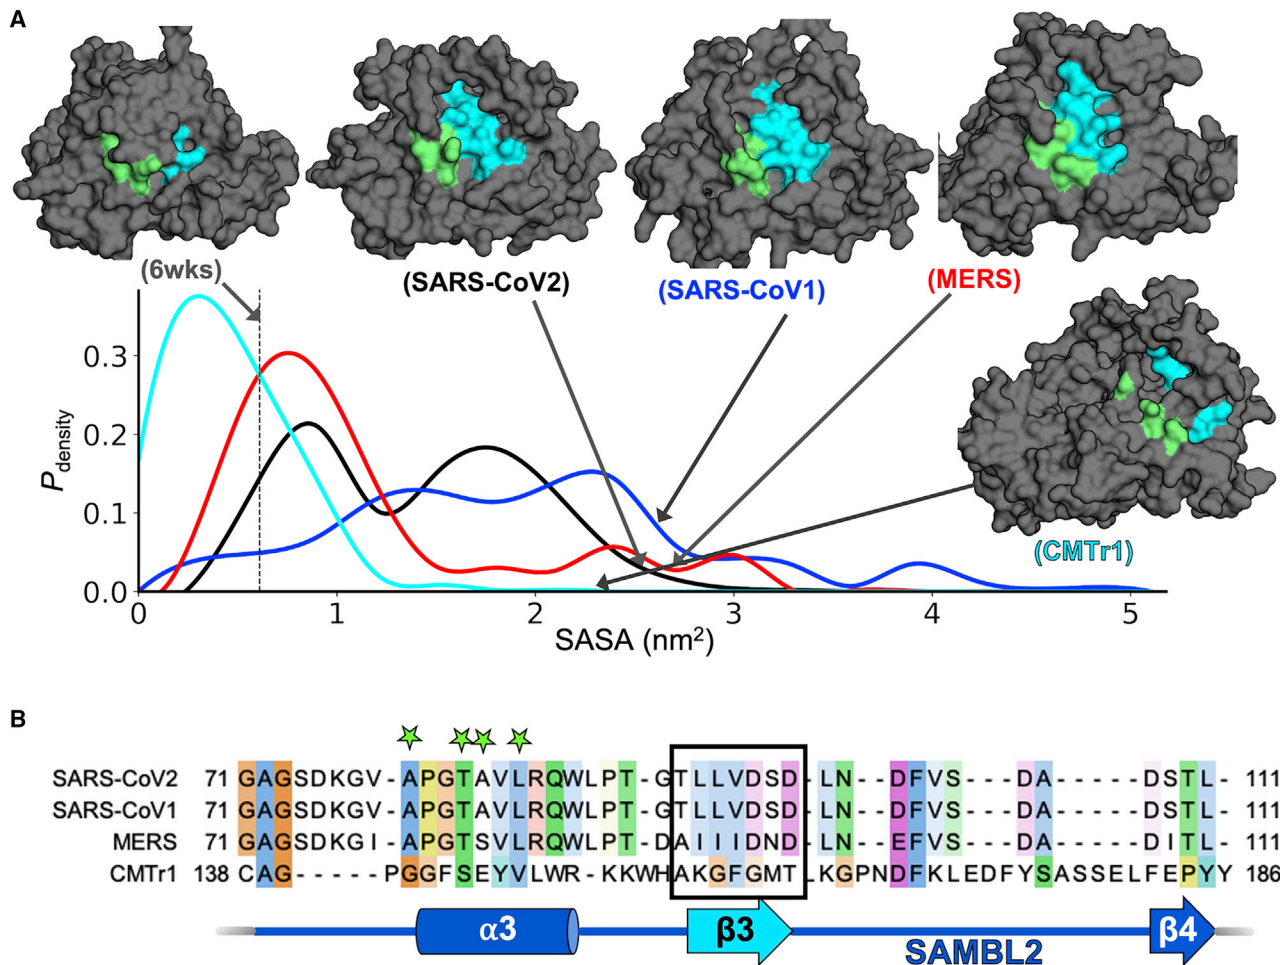 A
(6wks)
(SARS-CoV2)
(SARS-CoV1)
(MERS)
(CMTr1)
0.3
0.2
0.1
0.0
Pdensity
0 1 2 3 4 5
SASA (nm²)
B
SARS-CoV2 71 GAGSDKGV-APGTAVLRQWLPT-GTLLVDSD-LN--DFVS---DA----DSTL- 111
SARS-CoV1 71 GAGSDKGV-APGTAVLRQWLPT-GTLLVDSD-LN--DFVS---DA----DSTL- 111
MERS 71 GAGSDKGI-APGTSVLRQWLPT-DAIIIDND-LN--EFVS---DA----DITL- 111
CMTr1 138 CAG-----PGGFSEYVLWR-KKWHAKGFGMTLKGPNDFKLEDFYSASSELFEPYY 186
α3
β3
SAMBL2
β4